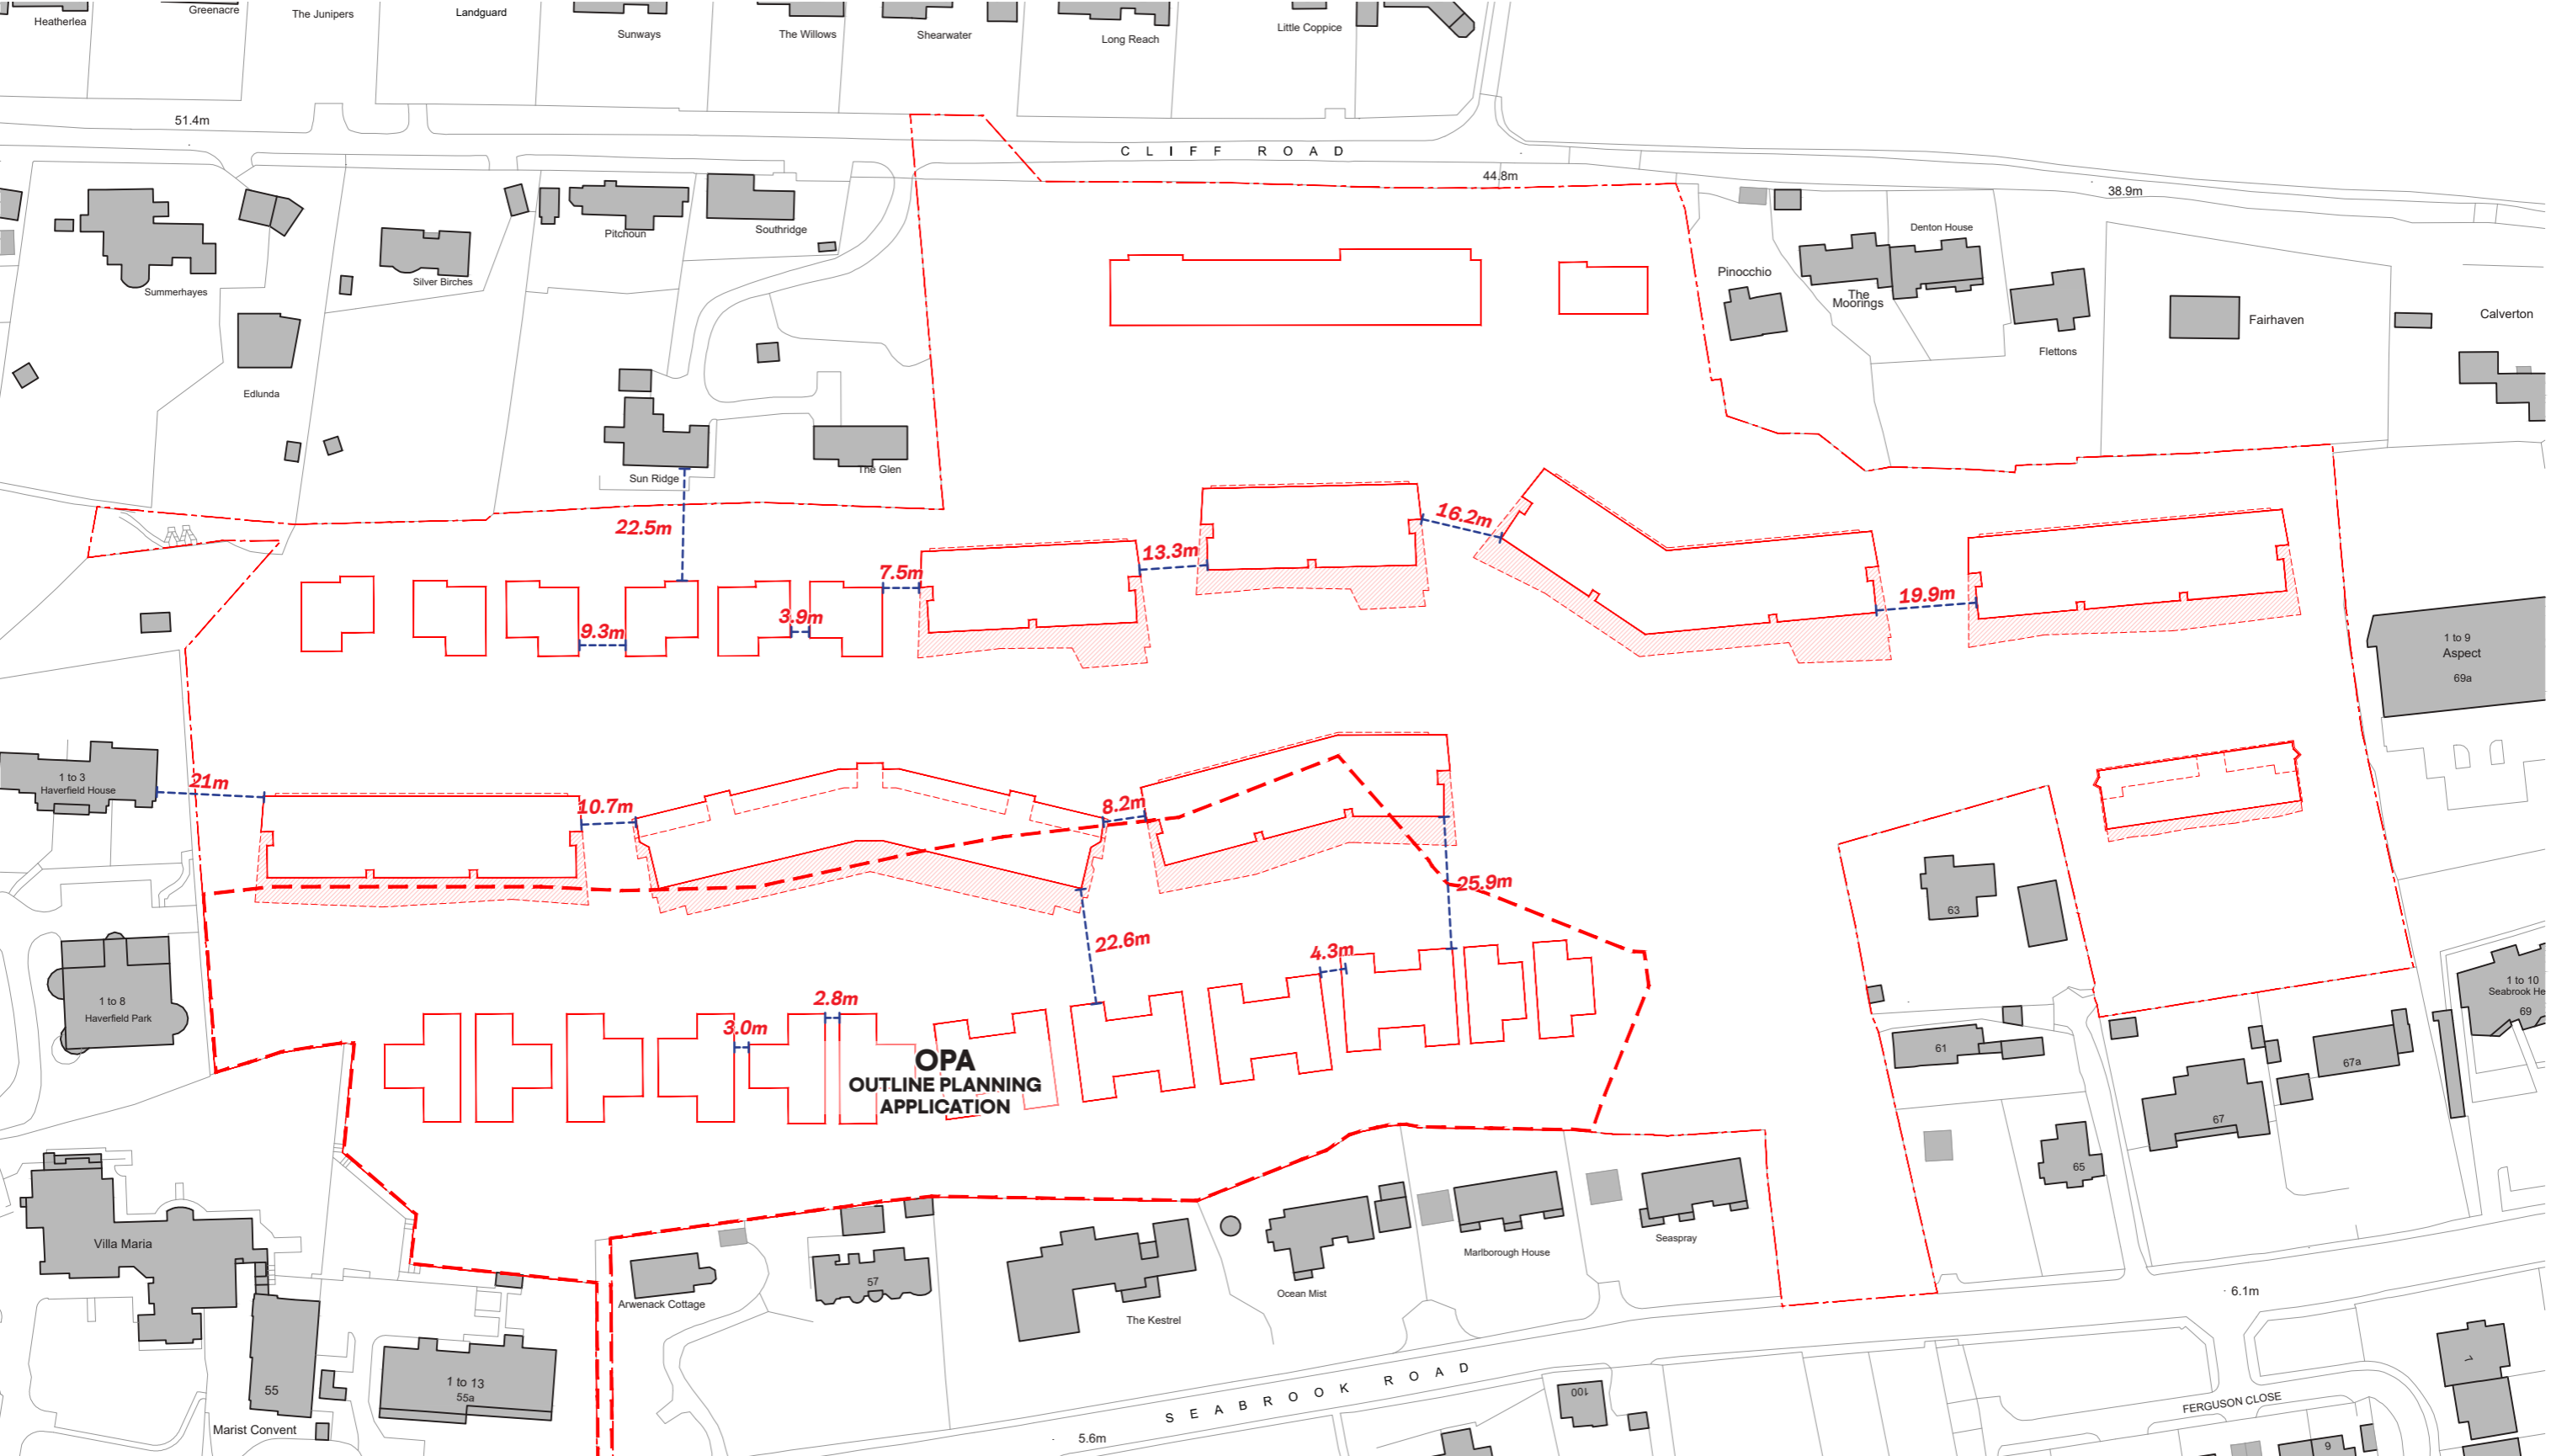 Heatherlea
Greenacre
The Junipers
Landguard
Sunways
The Willows
Shearwater
Long Reach
Little Coppice
51.4m
CLIFF ROAD
44.8m
38.9m
Summerhayes
Silver Birches
Pitchoun
Southridge
Edlunda
Sun Ridge
The Glen
Pinocchio
The
Moorings
Denton House
Flettons
Fairhaven
Calverton
22.5m
9.3m
3.9m
7.5m
13.3m
16.2m
19.9m
1 to 9
Aspect
69a
1 to 3
Haverfield House
21m
10.7m
8.2m
25.9m
22.6m
4.3m
2.8m
3.0m
63
1 to 8
Haverfield Park
OPA
OUTLINE PLANNING
APPLICATION
1 to 10
Seabrook He
69
61
67a
67
65
Villa Maria
55
Marist Convent
1 to 13
55a
Arwenack Cottage
57
The Kestrel
Ocean Mist
Marlborough House
Seaspray
6.1m
SEABROOK ROAD
5.6m
100
FERGUSON CLOSE
7
9